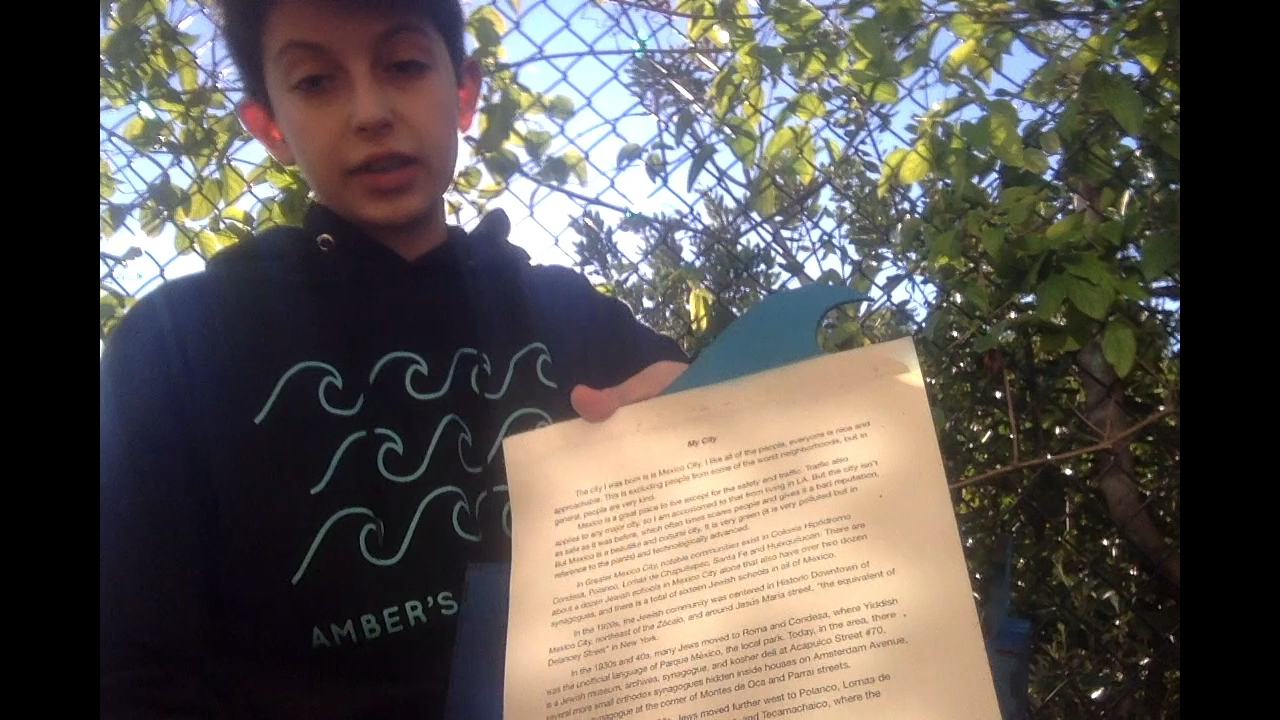 AMBER'S
My City
The city I was born is is Mexico City. I like all of the people, everyone is nice and
approachable. This is excluding people from some of the worst neighborhoods, but in
general, people are very kind.
Mexico is a great place to live except for the safety and traffic. Traffic also
applies to any major city, so I am accustomed to that from living in LA. But the city isn't
as safe as it was before, which often times scares people and gives it a bad reputation.
But Mexico is a beautiful and cultural city. It is very green (it is very polluted but in
reference to the plants) and technologically advanced.
In Greater Mexico City, notable communities exist in Colonia Hipódromo
Condesa, Polanco, Lomas de Chapultepec, Santa Fe and Huixquilucan. There are
about a dozen Jewish schools in Mexico City alone that also have over two dozen
synagogues, and there is a total of sixteen Jewish schools in all of México.
In the 1920s, the Jewish community was centered in Historic Downtown of
Mexico City, northeast of the Zócalo, and around Jesús María street, "the equivalent of
Delancey Street" in New York.
In the 1930s and 40s, many Jews moved to Roma and Condesa, where Yiddish
was the unofficial language of Parque México, the local park. Today, in the area, there
is a Jewish museum, archives, synagogue, and kosher deli at Acapulco Street #70,
several more small orthodox synagogues hidden inside houses on Amsterdam Avenue,
synagogue at the corner of Montes de Oca and Parral streets.
Jews moved further west to Polanco, Lomas de
and Tecamachalco, where the